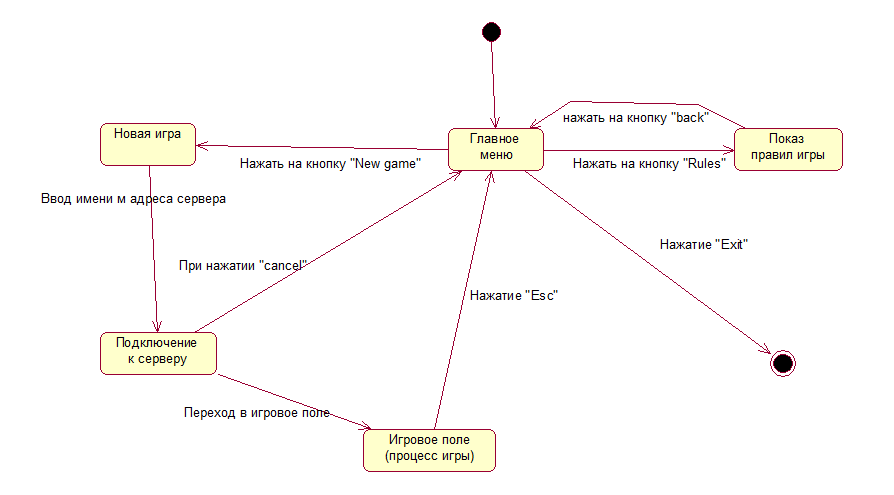 нажать на кнопку "back"
Новая игра
Главное
меню
Показ
правил игры
Нажать на кнопку "New game"
Нажать на кнопку "Rules"
Ввод имени м адреса сервера
Нажатие "Exit"
При нажатии "cancel"
Нажатие "Esc"
Подключение
к серверу
Переход в игровое поле
Игровое поле
(процесс игры)